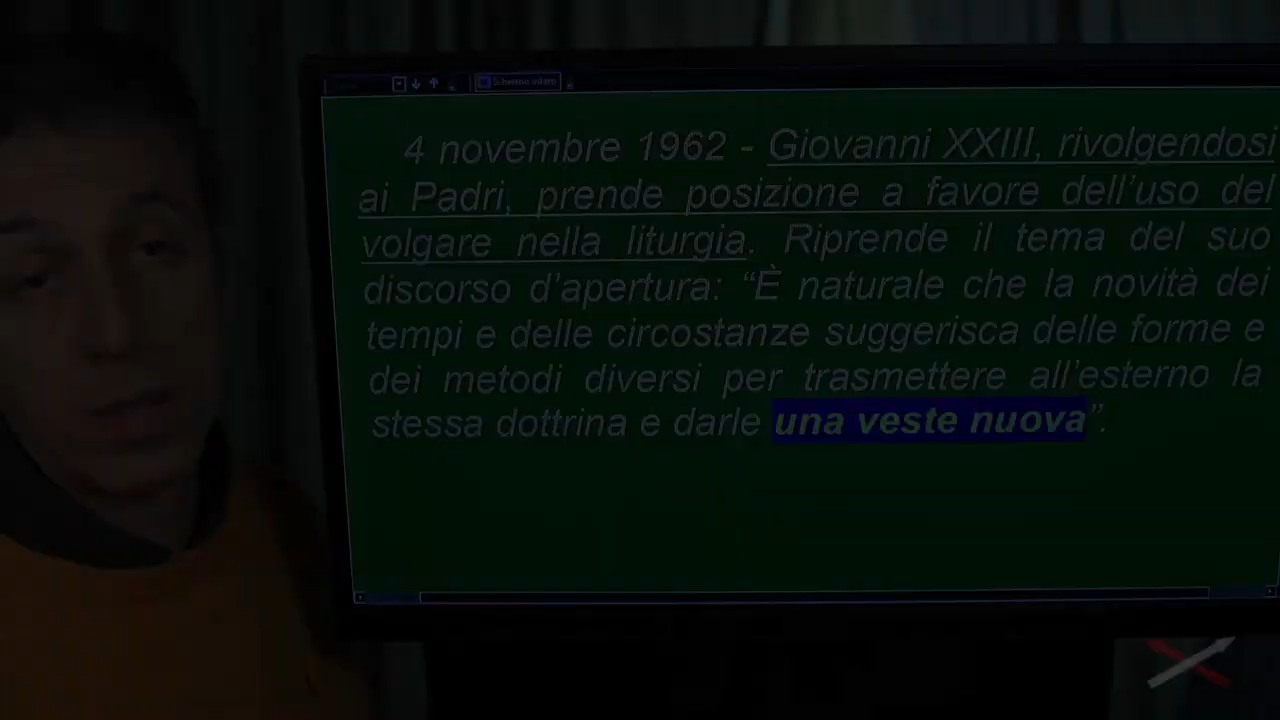 Schermo intero
4 novembre 1962 - Giovanni XXIII, rivolgendosi
ai Padri, prende posizione a favore dell'uso del
volgare nella liturgia. Riprende il tema del suo
discorso d'apertura: “È naturale che la novità dei
tempi e delle circostanze suggerisca delle forme e
dei metodi diversi per trasmettere all'esterno la
stessa dottrina e darle una veste nuova”.